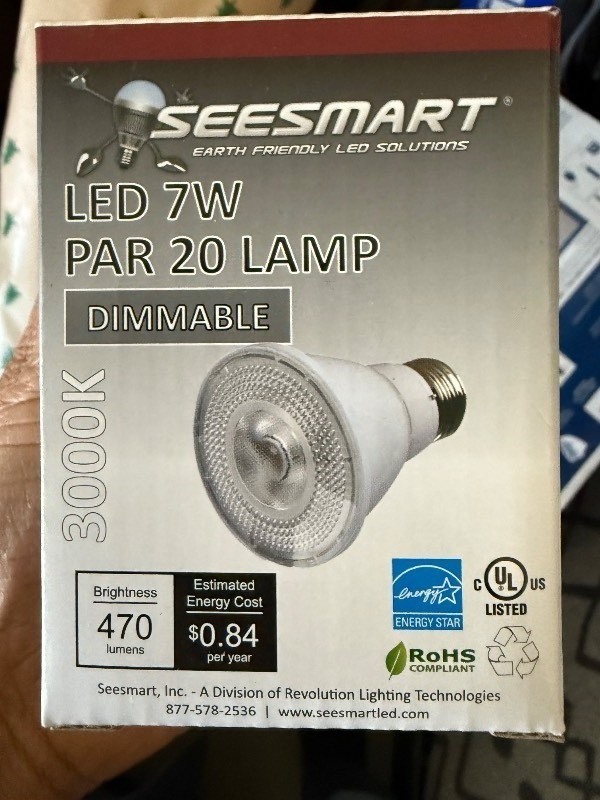 SEESMART®
EARTH FRIENDLY LED SOLUTIONS
LED 7W
PAR 20 LAMP
DIMMABLE
3000K
Brightness
470
lumens
Estimated
Energy Cost
$0.84
per year
energy
ENERGY STAR
C UL US
LISTED
RoHS
COMPLIANT
Seesmart, Inc. - A Division of Revolution Lighting Technologies
877-578-2536 | www.seesmartled.com